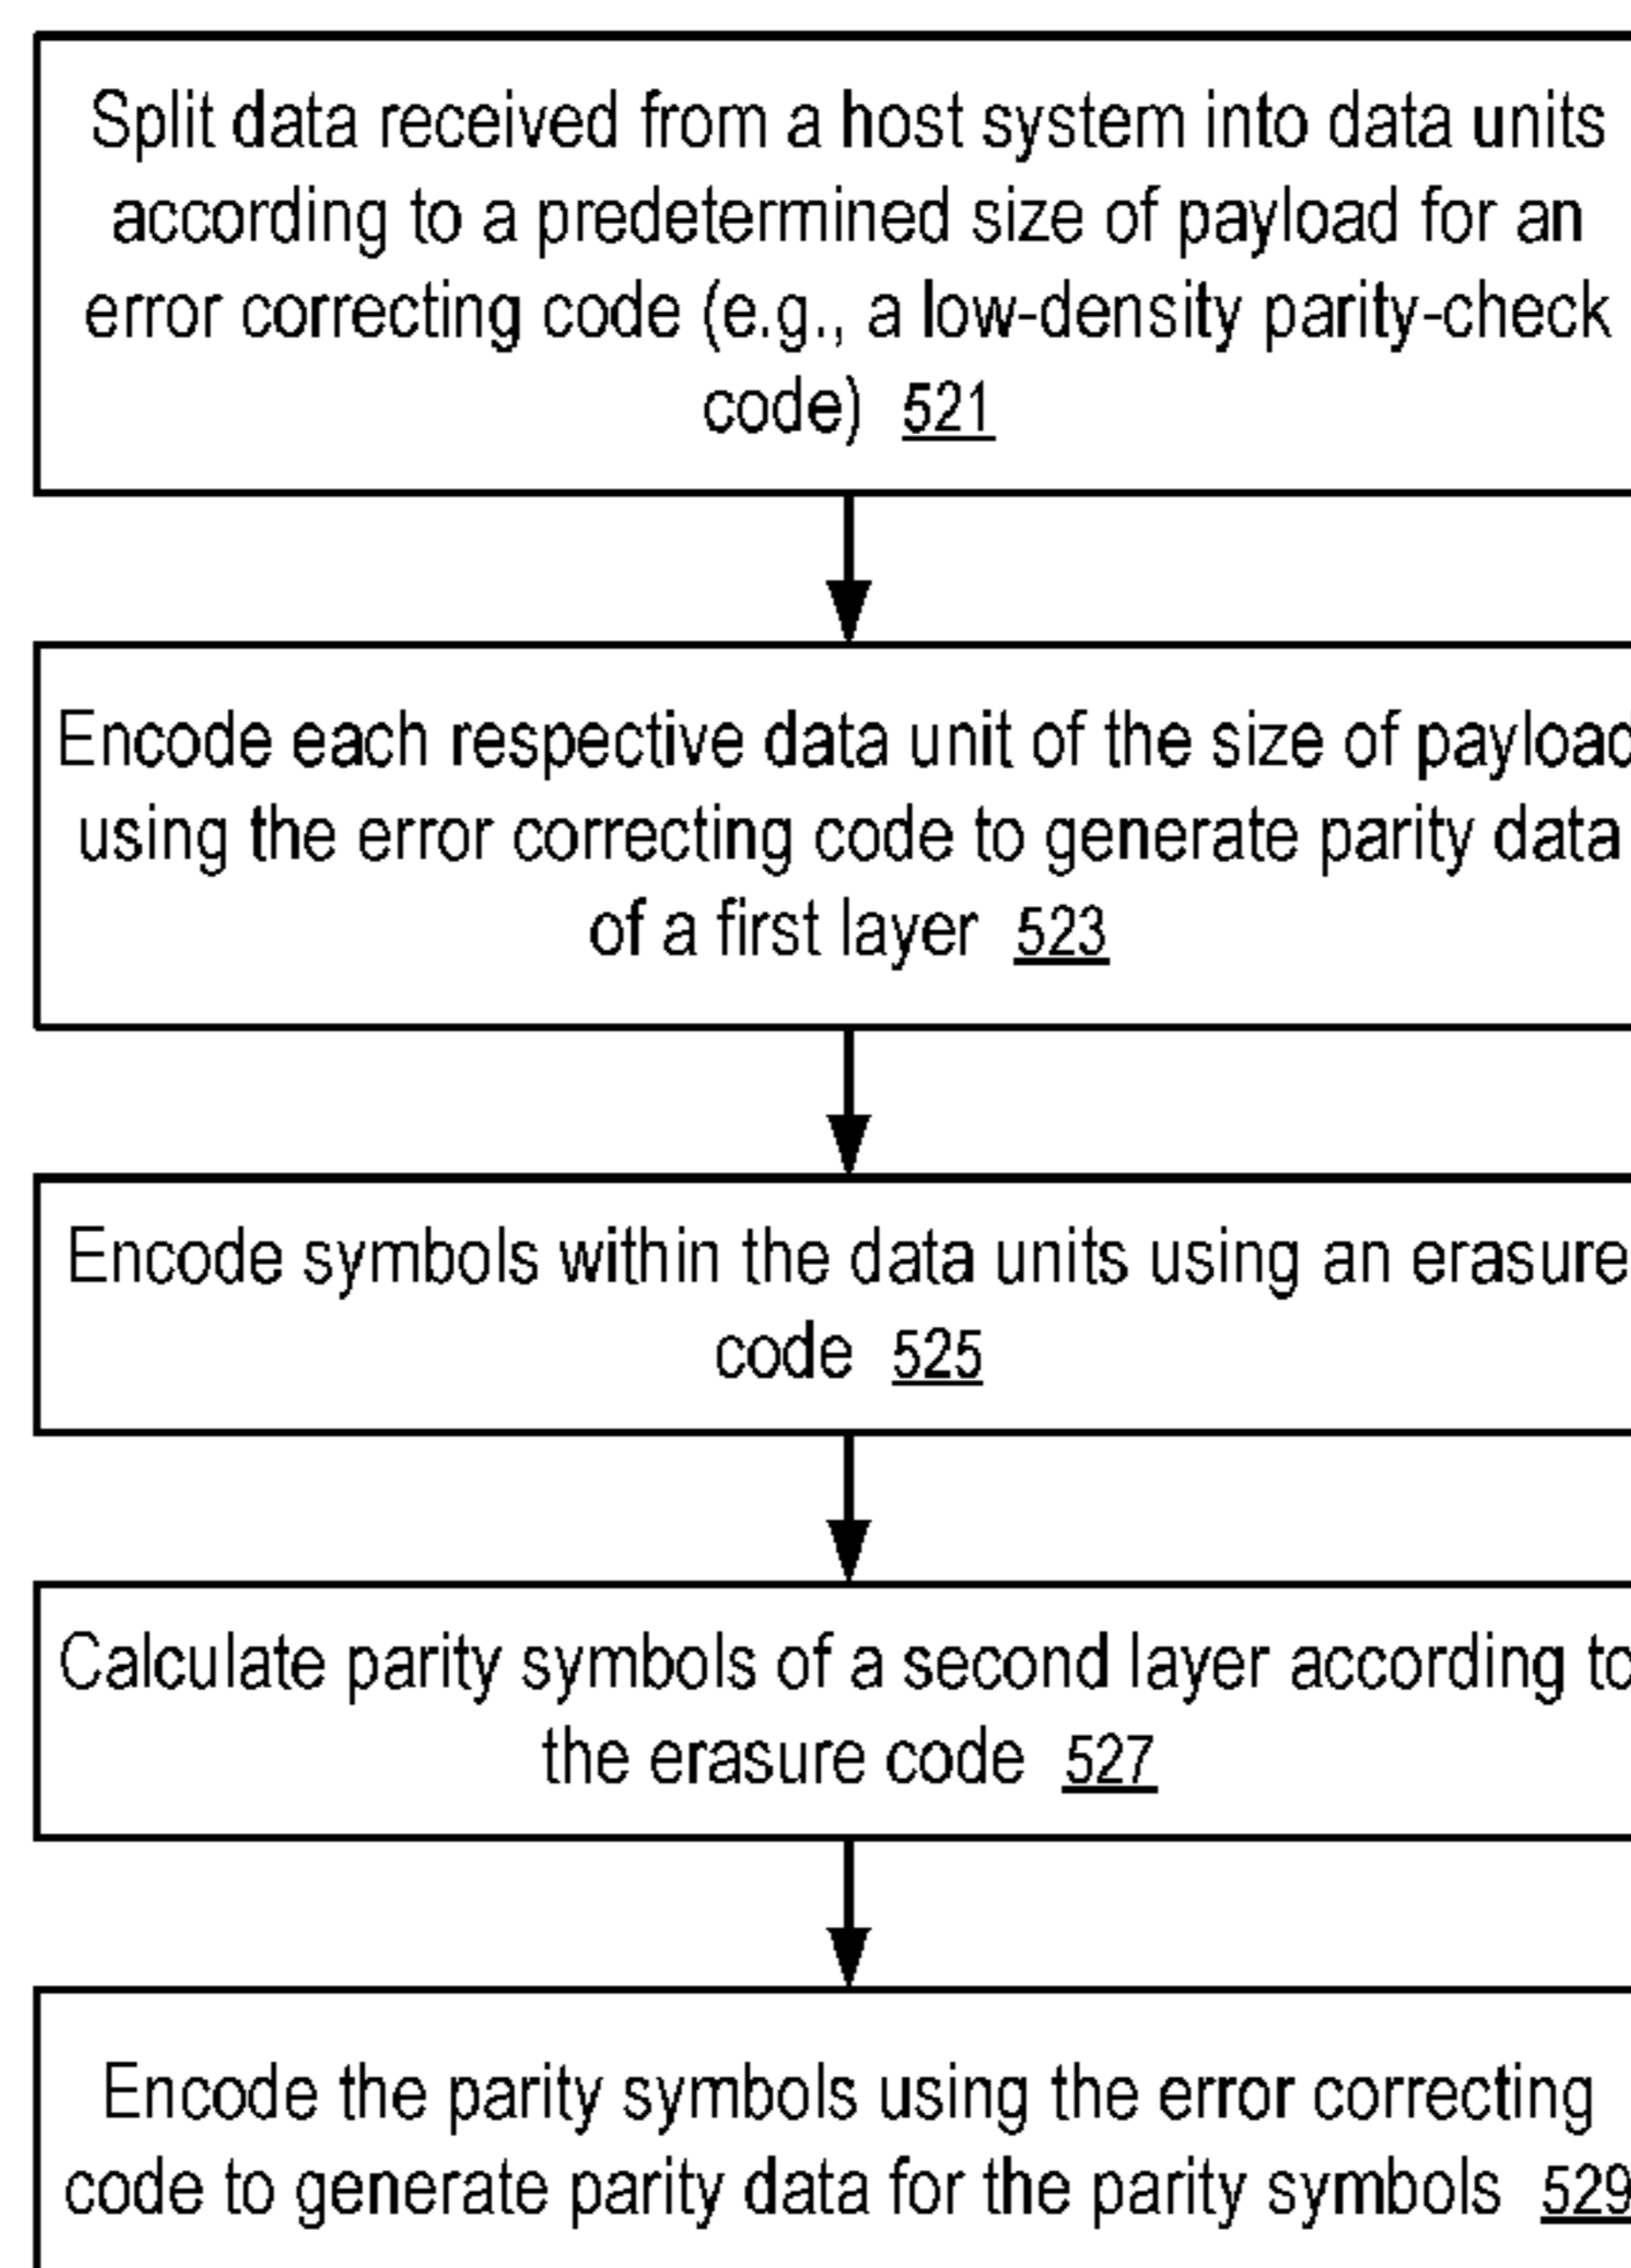 Split data received from a host system into data units
according to a predetermined size of payload for an
error correcting code (e.g., a low-density parity-check
code) 521
Encode each respective data unit of the size of payload
using the error correcting code to generate parity data
of a first layer 523
Encode symbols within the data units using an erasure
code 525
Calculate parity symbols of a second layer according to
the erasure code 527
Encode the parity symbols using the error correcting
code to generate parity data for the parity symbols 529